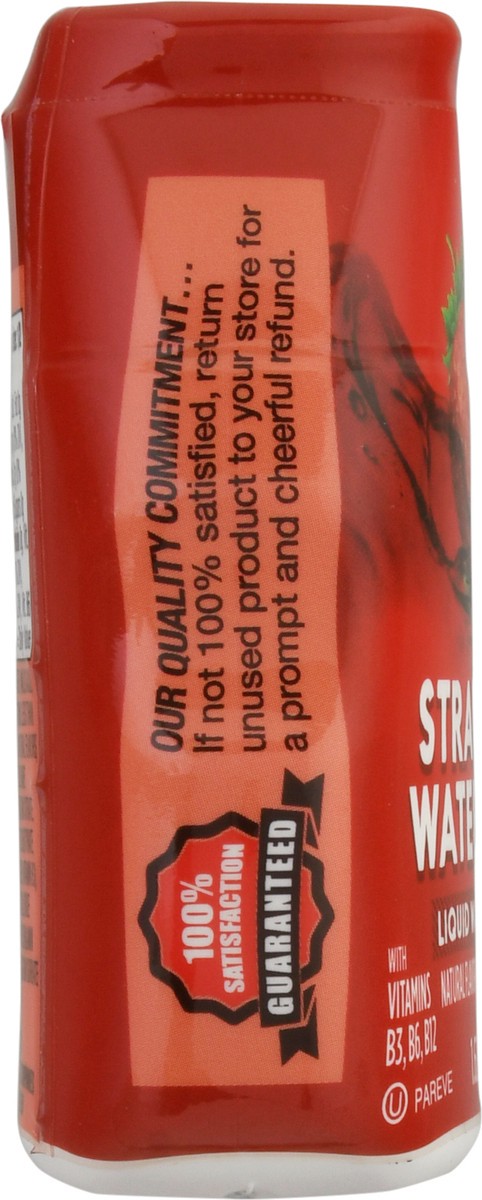 OUR QUALITY COMMITMENT...
If not 100% satisfied, return
unused product to your store for
a prompt and cheerful refund.
100%
SATISFACTION
GUARANTEED
STRA
WATE
LIQUID W
WITH
VITAMINS
B3, B6, B12
NATURAL FLA
U PAREVE